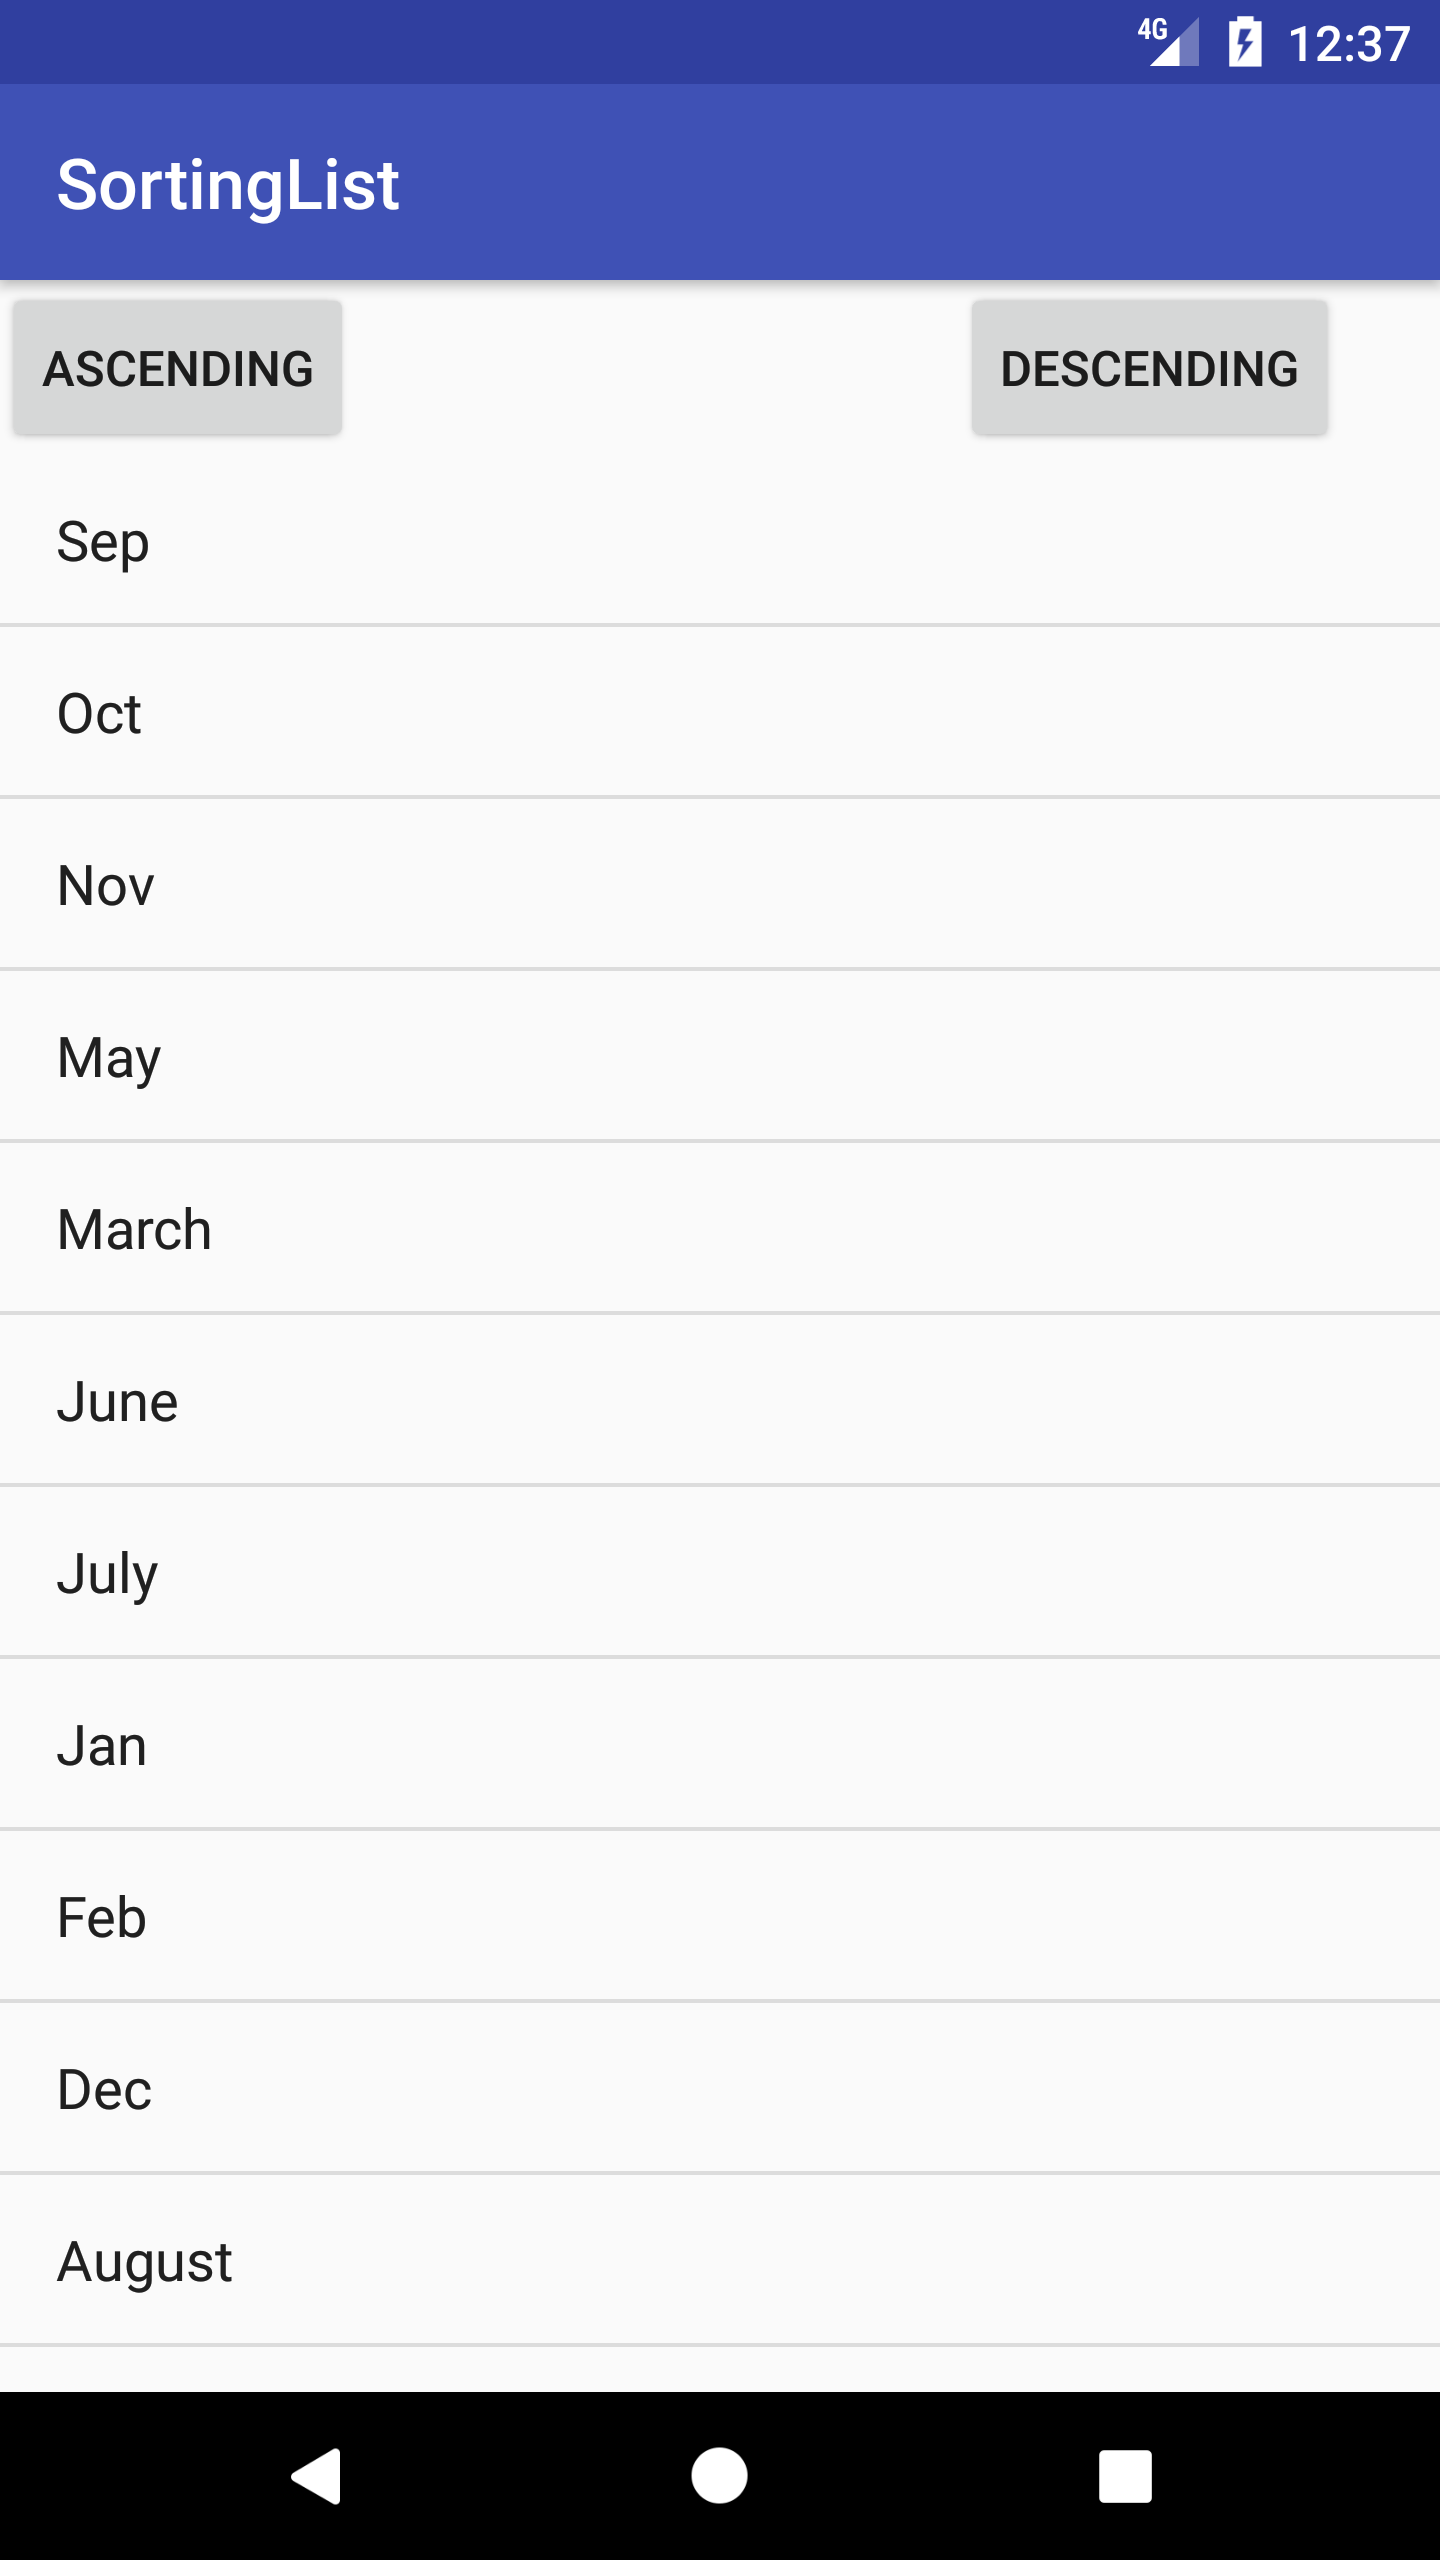 4G 12:37
SortingList
ASCENDING DESCENDING
Sep
Oct
Nov
May
March
June
July
Jan
Feb
Dec
August